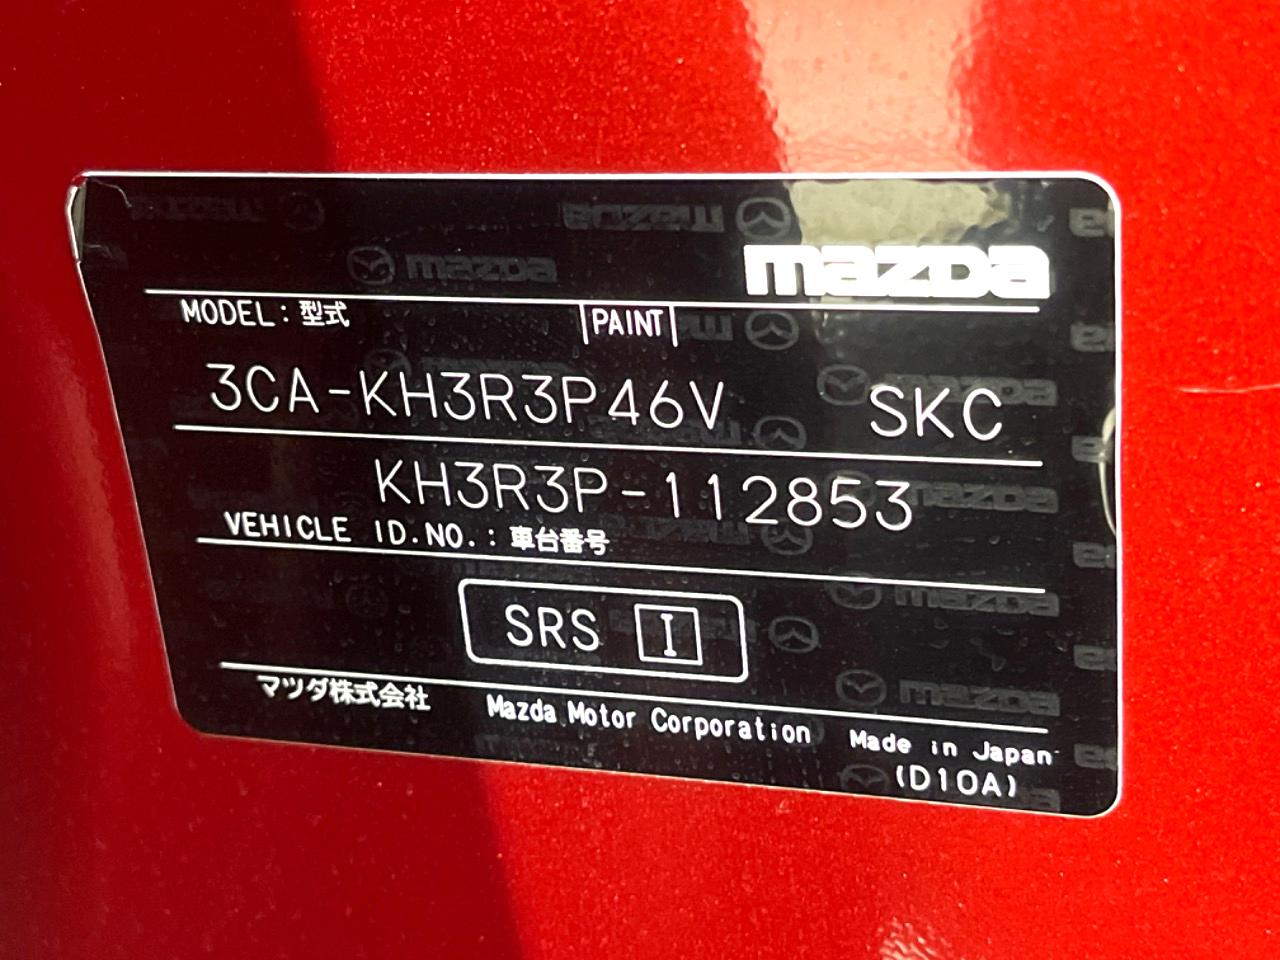 mazda
MODEL: 型式 PAINT
3CA-KH3R3P46V SKC
KH3R3P-112853
VEHICLE ID.NO.: 車台番号
SRS I
マツダ株式会社 Mazda Motor Corporation Made in Japan
(D10A)